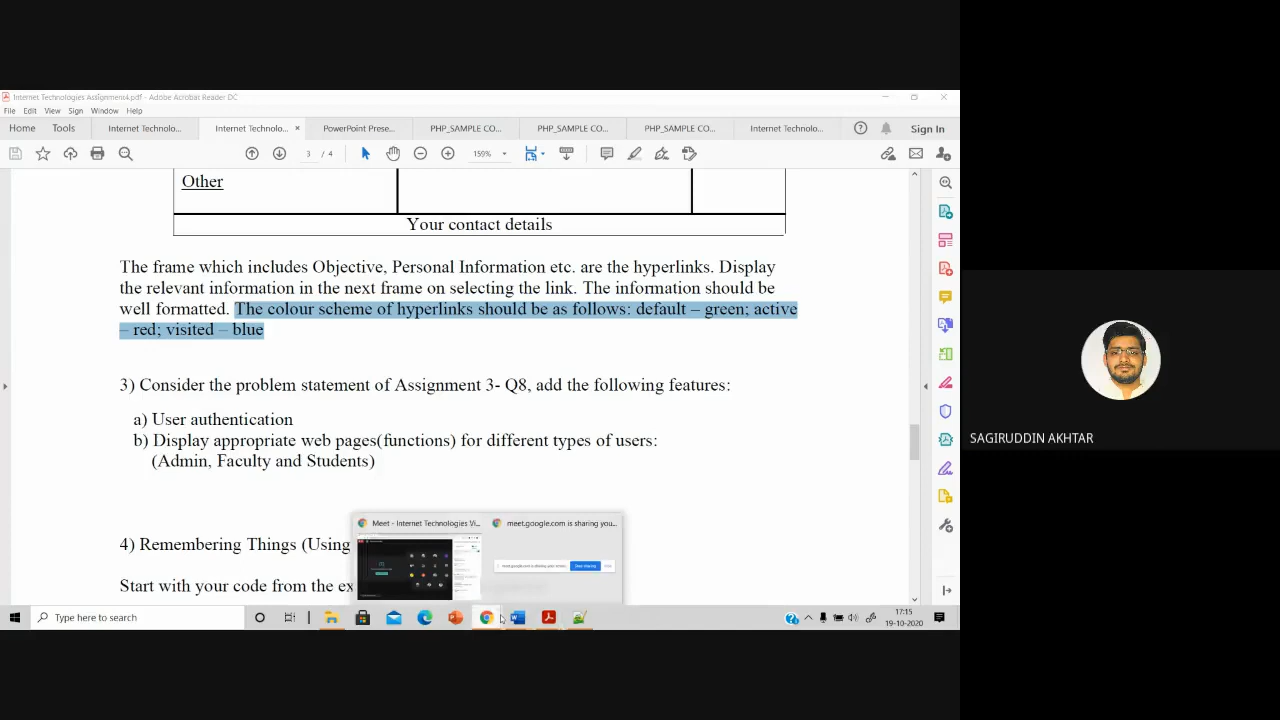 Internet Technologies Assignment4.pdf - Adobe Acrobat Reader DC
File Edit View Sign Window Help
Home Tools Internet Technolo... Internet Technolo... × PowerPoint Prese... PHP_SAMPLE CO... PHP_SAMPLE CO... PHP_SAMPLE CO... Internet Technolo... Sign In
3 / 4 159%
Other
Your contact details
The frame which includes Objective, Personal Information etc. are the hyperlinks. Display
the relevant information in the next frame on selecting the link. The information should be
well formatted. The colour scheme of hyperlinks should be as follows: default – green; active
– red; visited – blue
3) Consider the problem statement of Assignment 3- Q8, add the following features:
a) User authentication
b) Display appropriate web pages(functions) for different types of users:
(Admin, Faculty and Students)
SAGIRUDDIN AKHTAR
Meet - Internet Technologies Vi... meet.google.com is sharing you...
4) Remembering Things (Using
Start with your code from the ex
Type here to search
17:15
19-10-2020